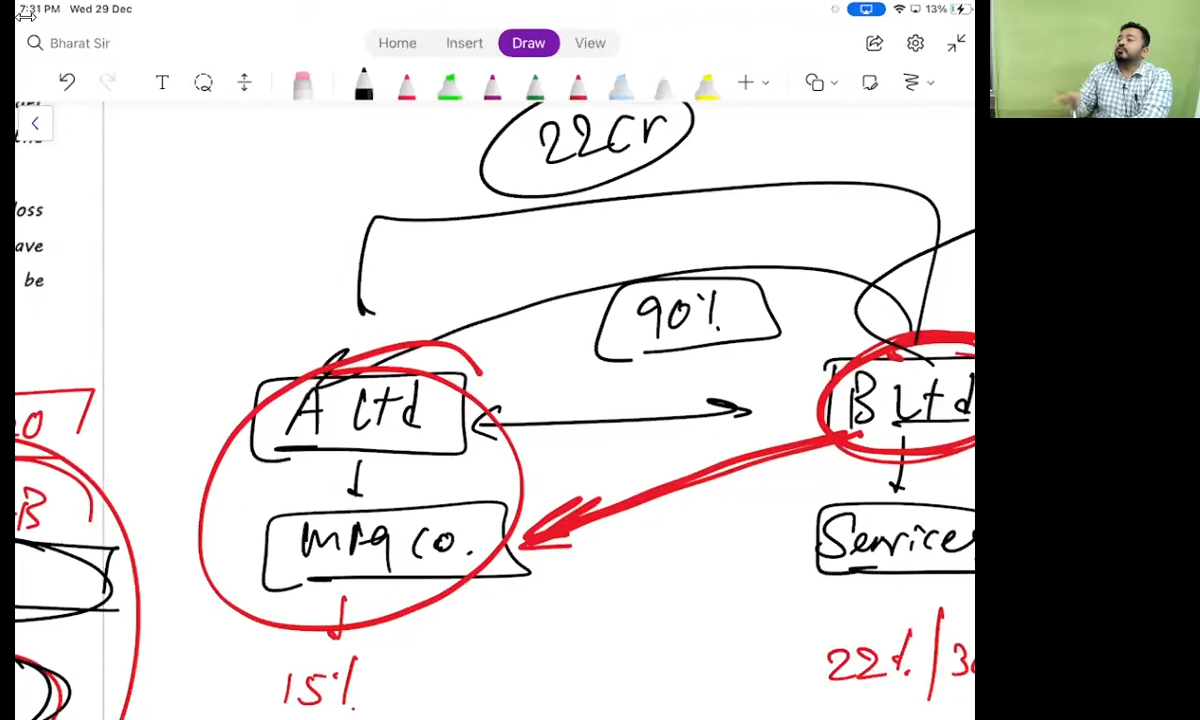 7:31 PM Wed 29 Dec
13%
Bharat Sir
Home Insert Draw View
T
22Cr
loss
ave
be
90%
A Ltd
B Ltd
Mfg co.
Service
B
15%
22% /